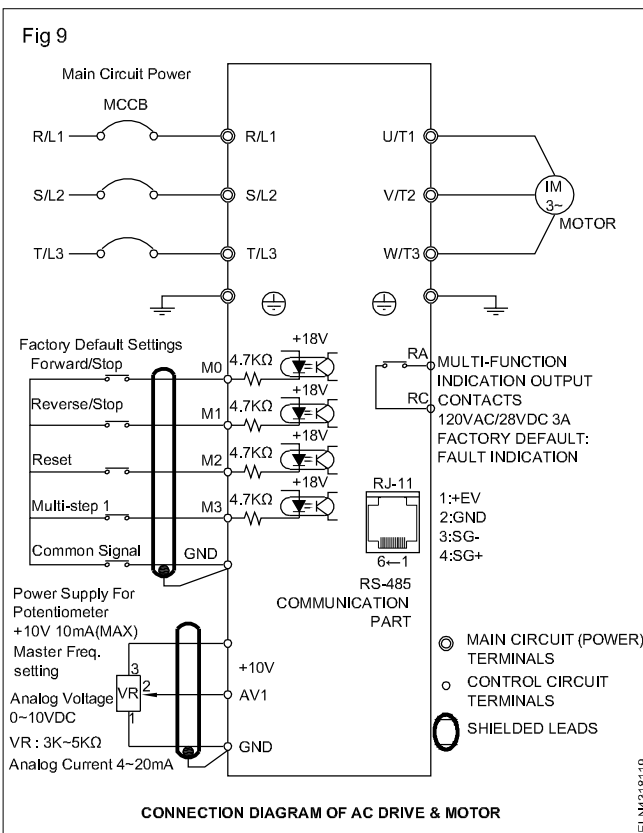 Fig 9
Main Circuit Power
MCCB
R/L1
R/L1
U/T1
S/L2
S/L2
V/T2
IM
3~
MOTOR
T/L3
T/L3
W/T3
Factory Default Settings
Forward/Stop
M0
4.7KΩ
+18V
Reverse/Stop
M1
4.7KΩ
+18V
Reset
M2
4.7KΩ
+18V
Multi-step 1
M3
4.7KΩ
+18V
Common Signal
GND
RA
RC
MULTI-FUNCTION
INDICATION OUTPUT
CONTACTS
120VAC/28VDC 3A
FACTORY DEFAULT:
FAULT INDICATION
RJ-11
6←1
1:+EV
2:GND
3:SG-
4:SG+
RS-485
COMMUNICATION
PART
Power Supply For
Potentiometer
+10V 10mA(MAX)
Master Freq.
setting
Analog Voltage
0~10VDC
VR : 3K~5KΩ
Analog Current 4~20mA
3
VR
2
1
+10V
AV1
GND
MAIN CIRCUIT (POWER)
TERMINALS
CONTROL CIRCUIT
TERMINALS
SHIELDED LEADS
CONNECTION DIAGRAM OF AC DRIVE & MOTOR